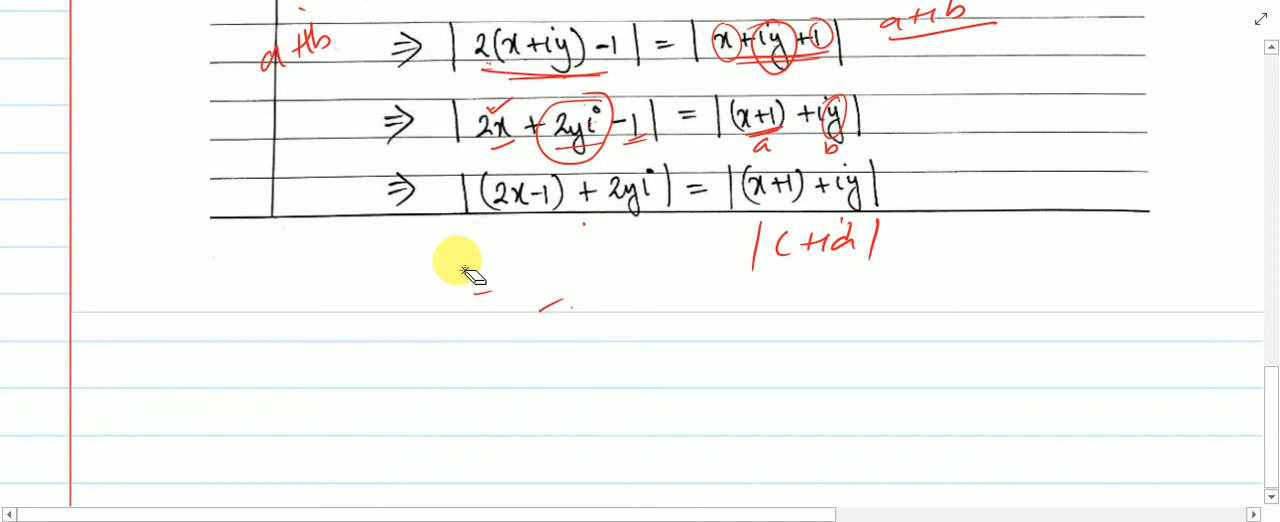 a+ib ⇒ | 2(x+iy) -1 | = | x+iy+1 | a+ib
⇒ | 2x + 2yi -1 | = |(x+1) + iy|
a b
⇒ |(2x-1) + 2yi | = |(x+1) + iy|
|c+id|